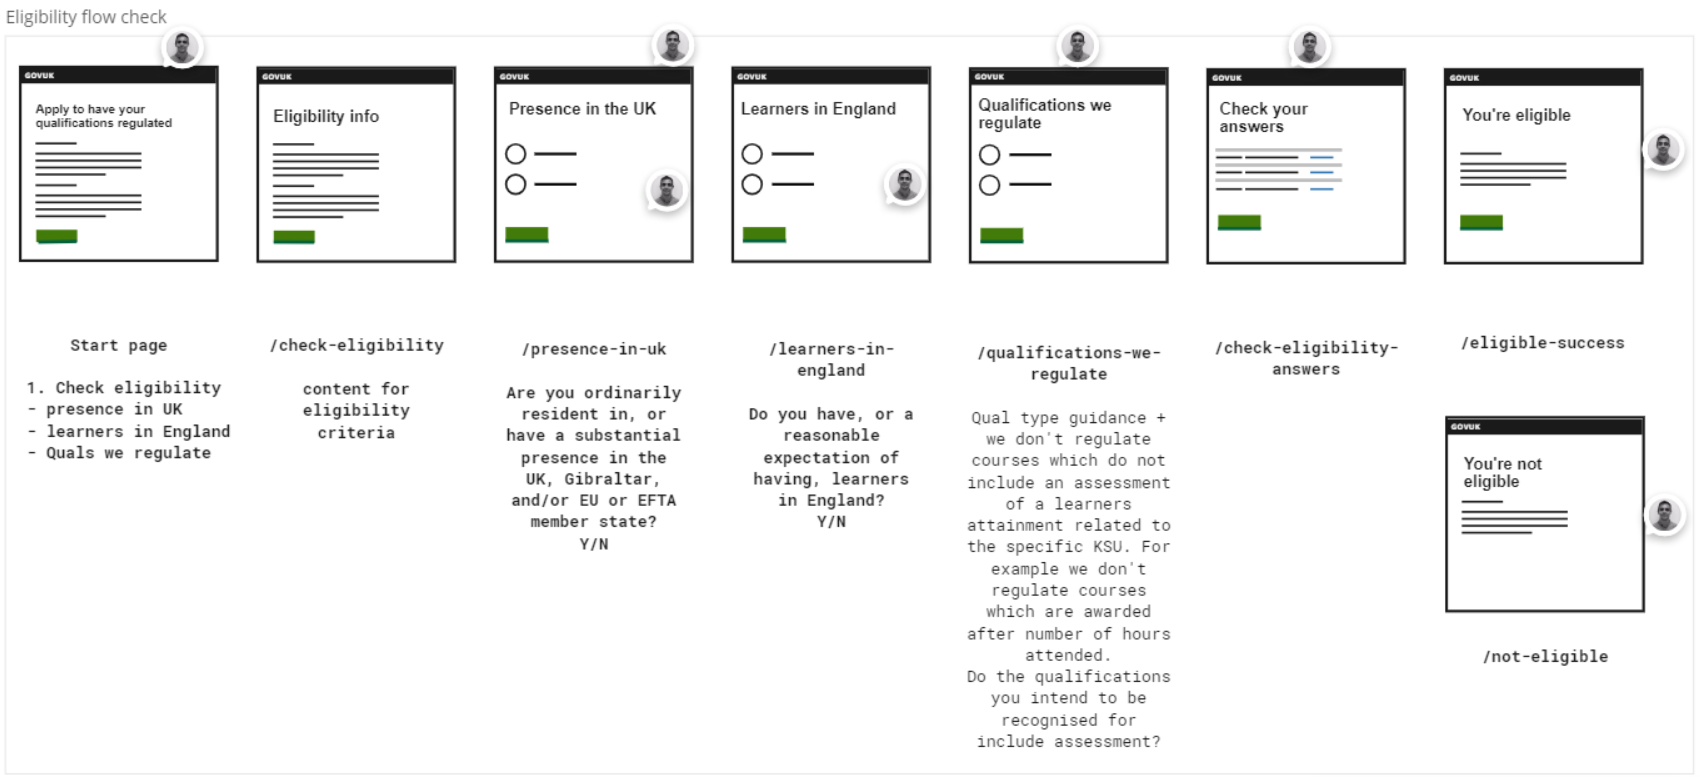 Eligibility flow check
GOVUK
Apply to have your
qualifications regulated
GOVUK
Eligibility info
GOVUK
Presence in the UK
GOVUK
Learners in England
GOVUK
Qualifications we
regulate
GOVUK
Check your
answers
GOVUK
You're eligible
Start page
1. Check eligibility
- presence in UK
- learners in England
- Quals we regulate
/check-eligibility
content for
eligibility
criteria
/presence-in-uk
Are you ordinarily
resident in, or
have a substantial
presence in the
UK, Gibraltar,
and/or EU or EFTA
member state?
Y/N
/learners-in-
england
Do you have, or a
reasonable
expectation of
having, learners
in England?
Y/N
/qualifications-we-
regulate
Qual type guidance +
we don't regulate
courses which do not
include an assessment
of a learners
attainment related to
the specific KSU. For
example we don't
regulate courses
which are awarded
after number of hours
attended.
Do the qualifications
you intend to be
recognised for
include assessment?
/check-eligibility-
answers
/eligible-success
GOVUK
You're not
eligible
/not-eligible